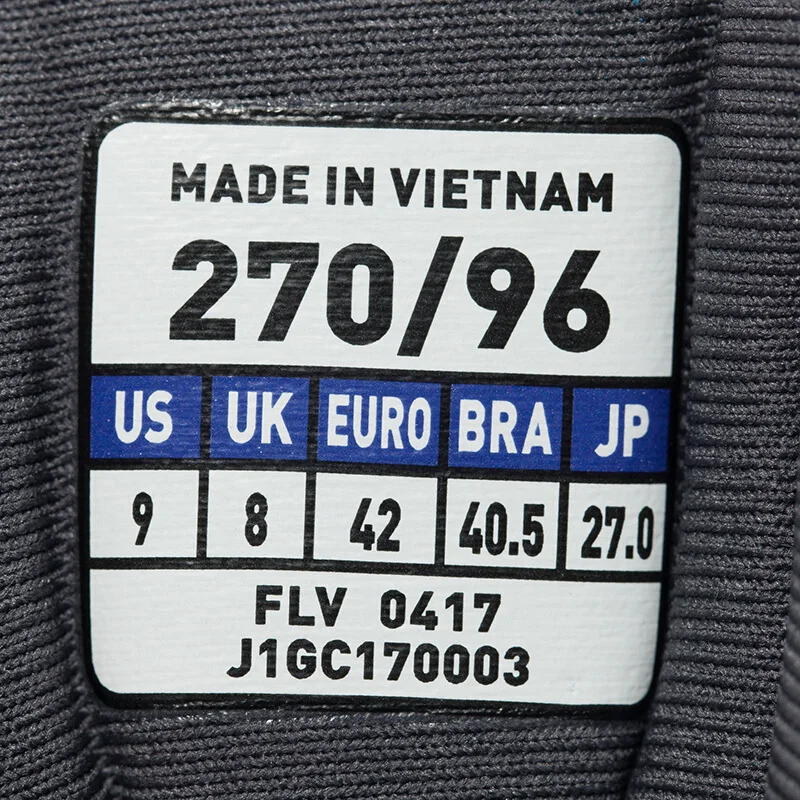 MADE IN VIETNAM
270/96
US UK EURO BRA JP
9 8 42 40.5 27.0
FLV 0417
J1GC170003